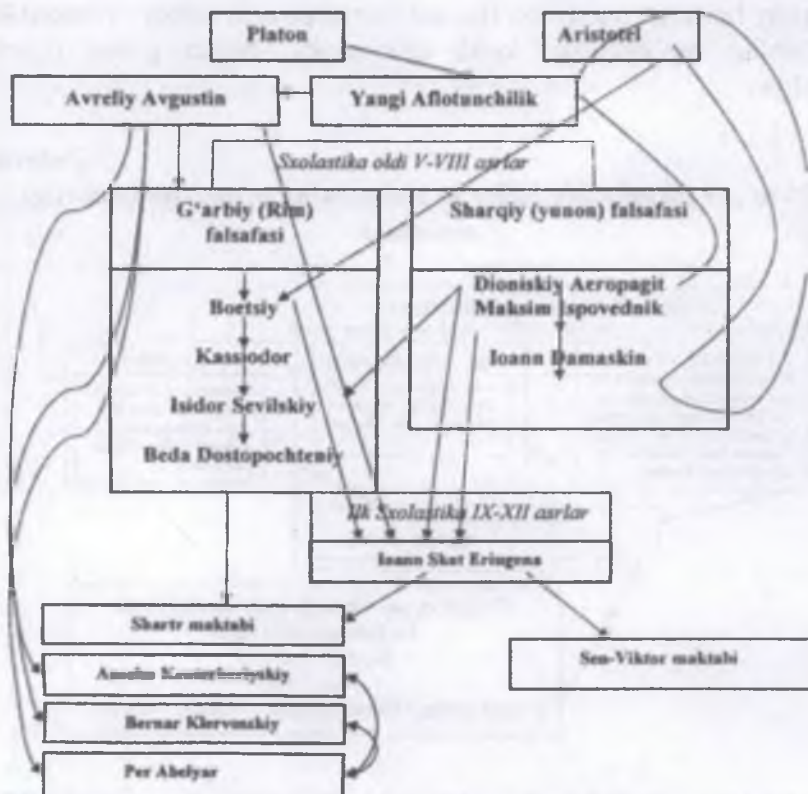 Platon
Aristotel
Avreliy Avgustin
Yangi Aflotunchilik
Sxolastika oldi V-VIII asrlar
G‘arbiy (Rim)
falsafasi
Sharqiy (yunon) falsafasi
Dioniskiy Aeropagit
Maksim Ispovednik
Boetsiy
Kassiodor
Ioann Damaskin
Isidor Sevilskiy
Beda Dostopochteniy
Ilk Sxolastika IX-XII asrlar
Ioann Skot Eriugena
Shartr maktabi
Sen-Viktor maktabi
Anselm
Bernar Klervonskiy
Per Abelyar